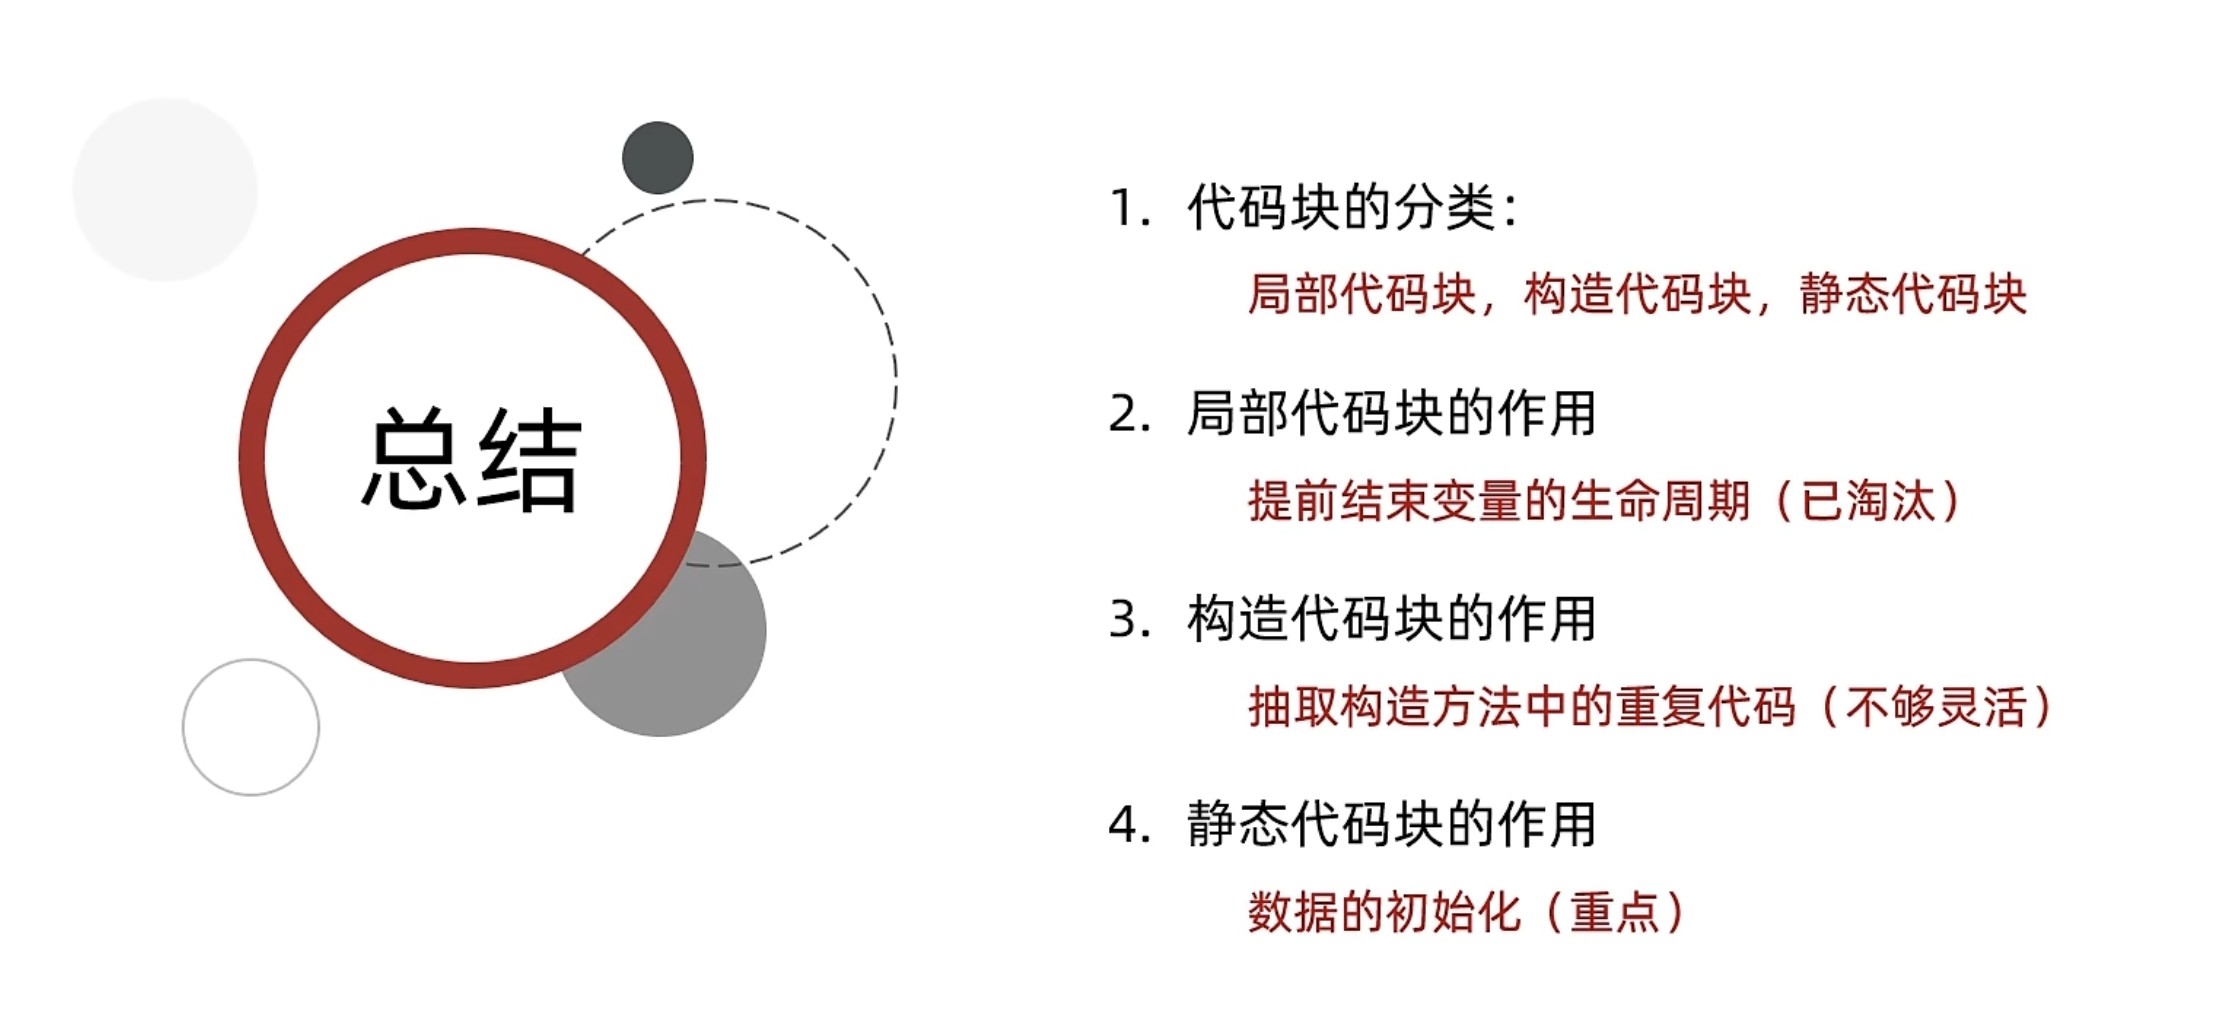 总结
1. 代码块的分类：
局部代码块，构造代码块，静态代码块
2. 局部代码块的作用
提前结束变量的生命周期（已淘汰）
3. 构造代码块的作用
抽取构造方法中的重复代码（不够灵活）
4. 静态代码块的作用
数据的初始化（重点）